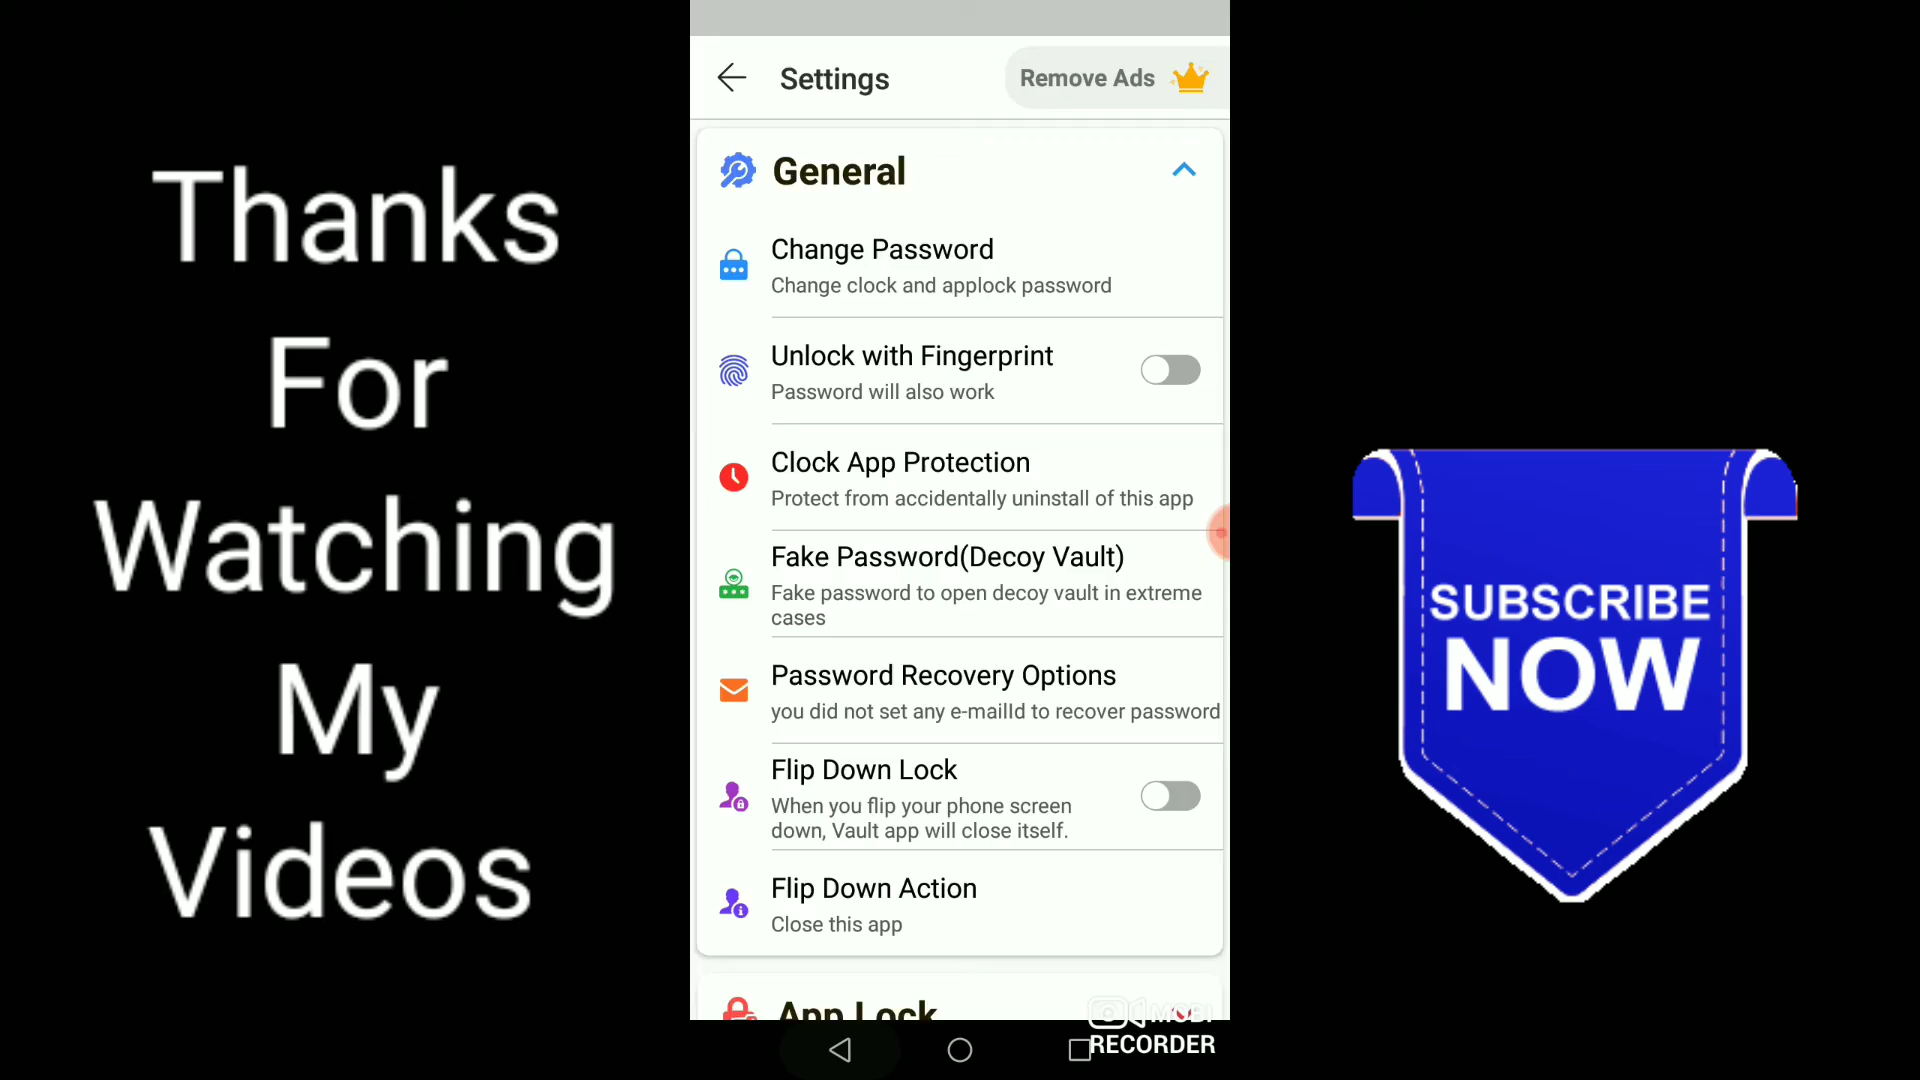 Thanks
For
Watching
My
Videos
Settings
Remove Ads
General
Change Password
Change clock and applock password
Unlock with Fingerprint
Password will also work
Clock App Protection
Protect from accidentally uninstall of this app
Fake Password(Decoy Vault)
Fake password to open decoy vault in extreme
cases
Password Recovery Options
you did not set any e-mailId to recover password
Flip Down Lock
When you flip your phone screen
down, Vault app will close itself.
Flip Down Action
Close this app
App Lock
MOBI
RECORDER
SUBSCRIBE
NOW